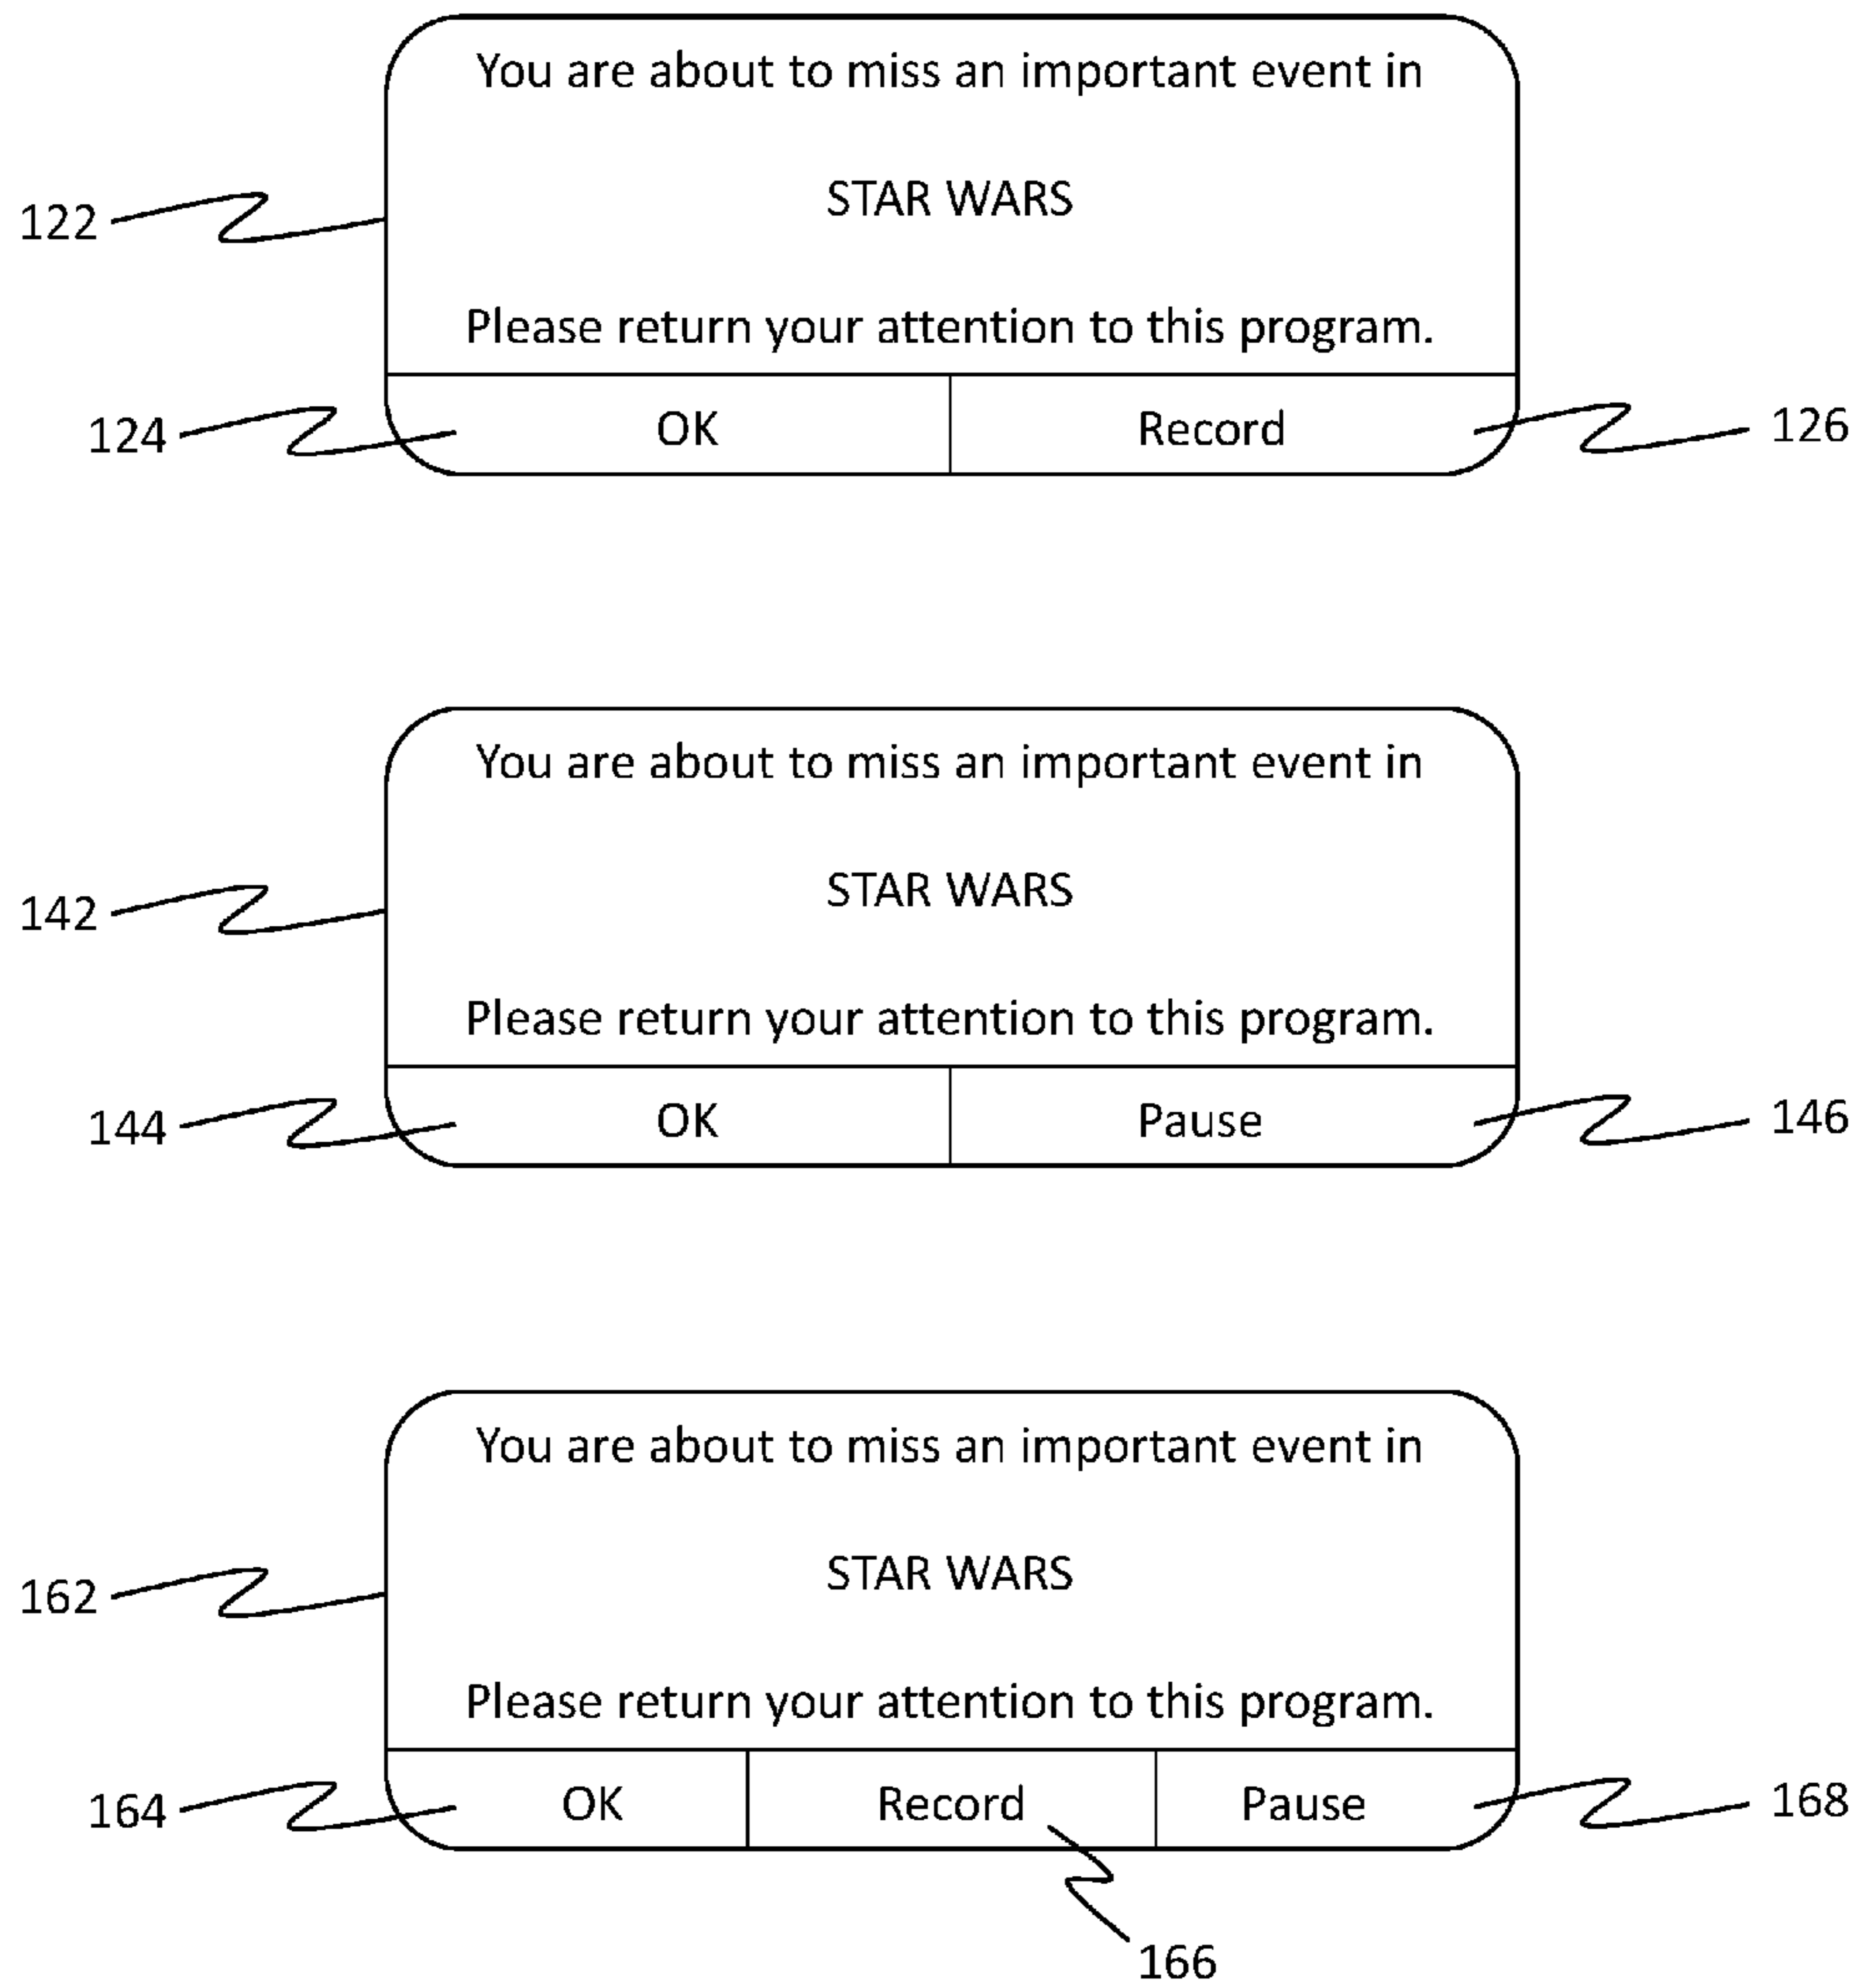 You are about to miss an important event in
122
STAR WARS
Please return your attention to this program.
124 OK Record 126
You are about to miss an important event in
142
STAR WARS
Please return your attention to this program.
144 OK Pause 146
You are about to miss an important event in
162
STAR WARS
Please return your attention to this program.
164 OK Record Pause 168
166